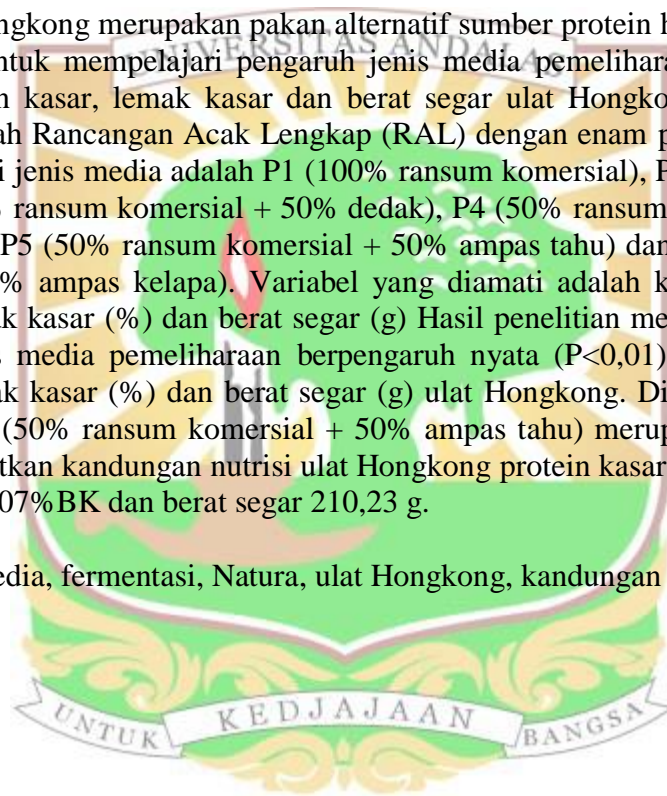 ngkong merupakan pakan alternatif sumber protein h
UNIVERSITAS ANDALAS
ntuk mempelajari pengaruh jenis media pemelihara
n kasar, lemak kasar dan berat segar ulat Hongko
ah Rancangan Acak Lengkap (RAL) dengan enam p
i jenis media adalah P1 (100% ransum komersial), P
ransum komersial + 50% dedak), P4 (50% ransum
P5 (50% ransum komersial + 50% ampas tahu) dan
% ampas kelapa). Variabel yang diamati adalah k
ak kasar (%) dan berat segar (g) Hasil penelitian me
s media pemeliharaan berpengaruh nyata (P<0,01)
ak kasar (%) dan berat segar (g) ulat Hongkong. Di
(50% ransum komersial + 50% ampas tahu) merup
tkan kandungan nutrisi ulat Hongkong protein kasar
07%BK dan berat segar 210,23 g.
edia, fermentasi, Natura, ulat Hongkong, kandungan
UNTUK KEDJAJAAN BANGSA